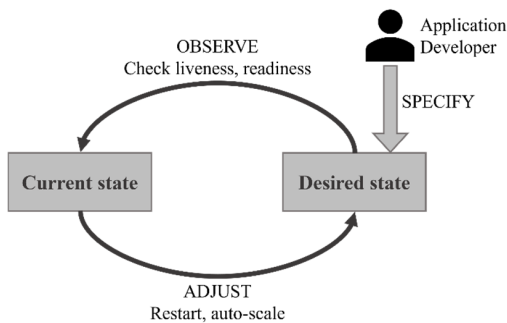 Application
Developer
OBSERVE
Check liveness, readiness
SPECIFY
Current state
Desired state
ADJUST
Restart, auto-scale